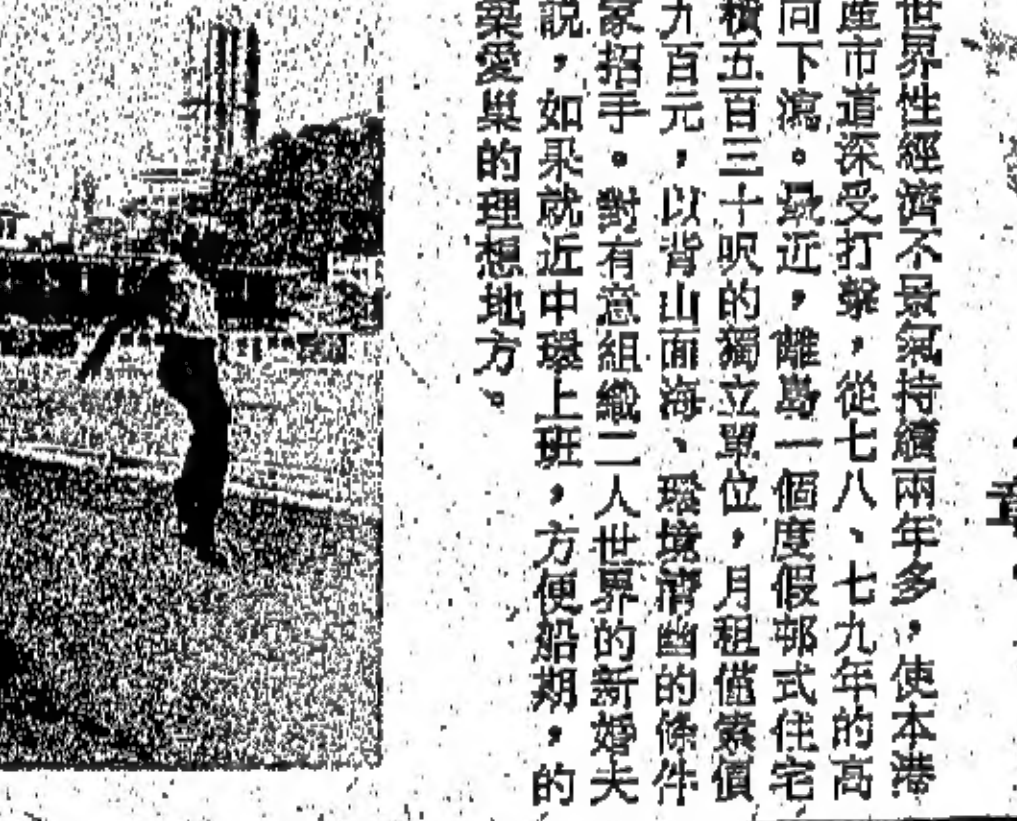 世界性經濟不景氣持續兩年多，使本港
產市道深受打擊，從七八、七九年的高
向下瀉。最近，離島一個度假邨式住宅
積五百三十呎的獨立單位，月租僅索價
九百元，以背山面海、環境清幽的條件
家招手。對有意組織二人世界的新婚夫
說，如果就近中環上班，方便船期，的
築愛巢的理想地方。